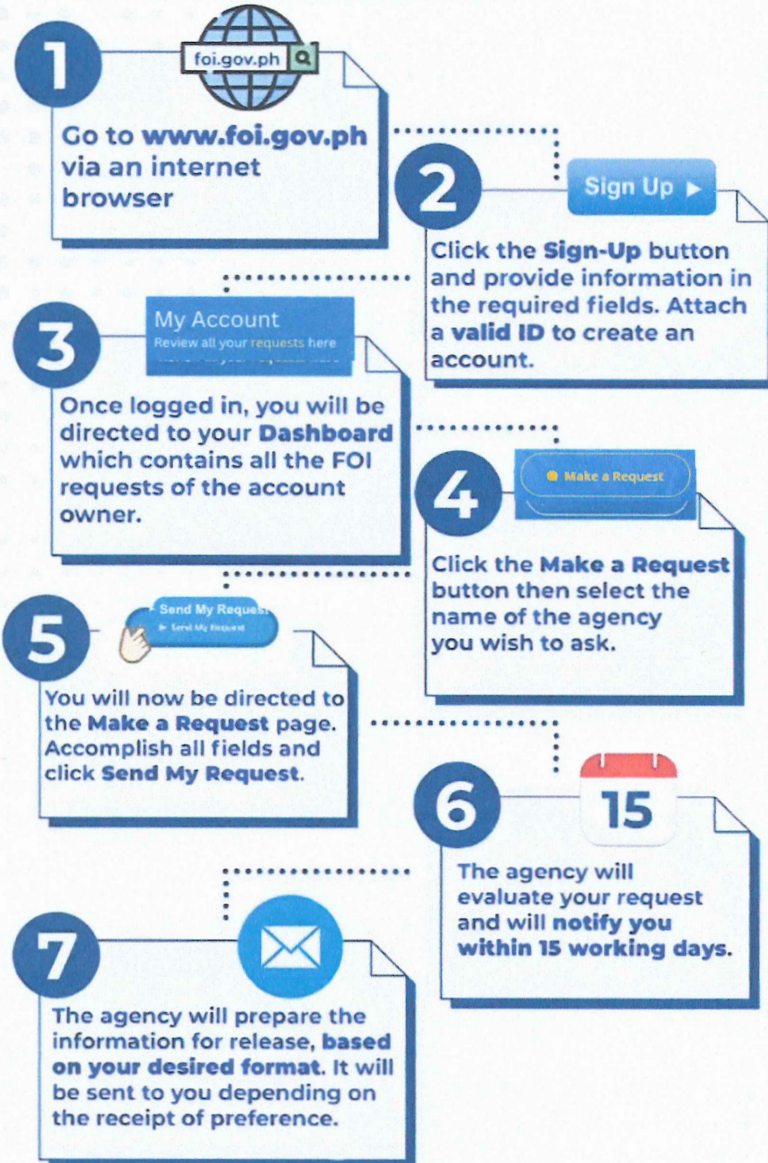 1
foi.gov.ph
Go to www.foi.gov.ph
via an internet
browser
2
Sign Up
Click the Sign-Up button
and provide information in
the required fields. Attach
a valid ID to create an
account.
3
My Account
Review all your requests here
Once logged in, you will be
directed to your Dashboard
which contains all the FOI
requests of the account
owner.
4
Make a Request
Click the Make a Request
button then select the
name of the agency
you wish to ask.
5
Send My Request
Send My Request
You will now be directed to
the Make a Request page.
Accomplish all fields and
click Send My Request.
6
15
The agency will
evaluate your request
and will notify you
within 15 working days.
7
The agency will prepare the
information for release, based
on your desired format. It will
be sent to you depending on
the receipt of preference.